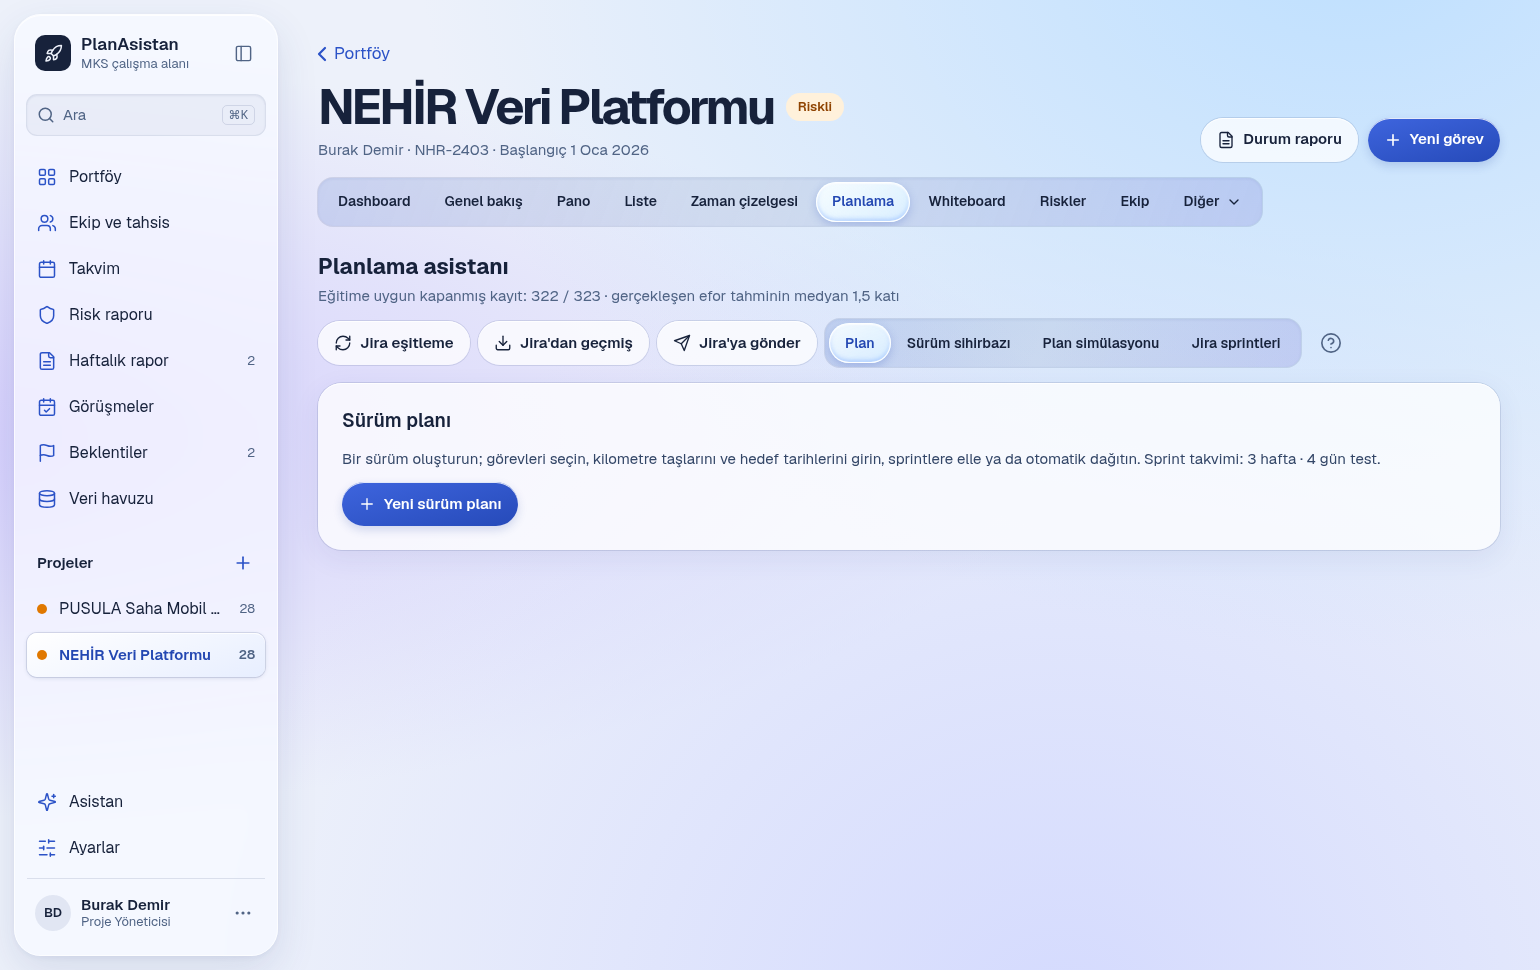 PlanAsistan
MKS çalışma alanı
Ara
⌘K
Portföy
Ekip ve tahsis
Takvim
Risk raporu
Haftalık rapor 2
Görüşmeler
Beklentiler 2
Veri havuzu
Projeler
PUSULA Saha Mobil ... 28
NEHİR Veri Platformu 28
Asistan
Ayarlar
BD
Burak Demir
Proje Yöneticisi
Portföy
NEHİR Veri Platformu Riskli
Burak Demir · NHR-2403 · Başlangıç 1 Oca 2026
Durum raporu Yeni görev
Dashboard Genel bakış Pano Liste Zaman çizelgesi Planlama Whiteboard Riskler Ekip Diğer
Planlama asistanı
Eğitime uygun kapanmış kayıt: 322 / 323 · gerçekleşen efor tahminin medyan 1,5 katı
Jira eşitleme Jira'dan geçmiş Jira'ya gönder Plan Sürüm sihirbazı Plan simülasyonu Jira sprintleri
Sürüm planı
Bir sürüm oluşturun; görevleri seçin, kilometre taşlarını ve hedef tarihlerini girin, sprintlere elle ya da otomatik dağıtın. Sprint takvimi: 3 hafta · 4 gün test.
Yeni sürüm planı